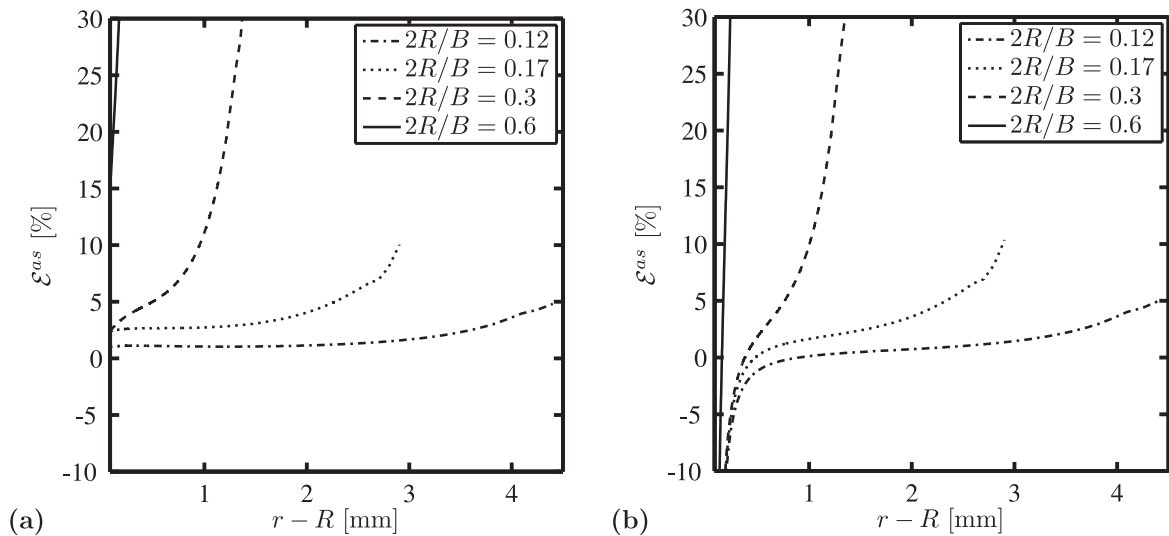 30
25
20
15
10
5
0
-5
-10
1
2
3
4
ℰ^{as} [%]
r − R [mm]
2R/B = 0.12
2R/B = 0.17
2R/B = 0.3
2R/B = 0.6
(a)
30
25
20
15
10
5
0
-5
-10
1
2
3
4
ℰ^{as} [%]
r − R [mm]
2R/B = 0.12
2R/B = 0.17
2R/B = 0.3
2R/B = 0.6
(b)